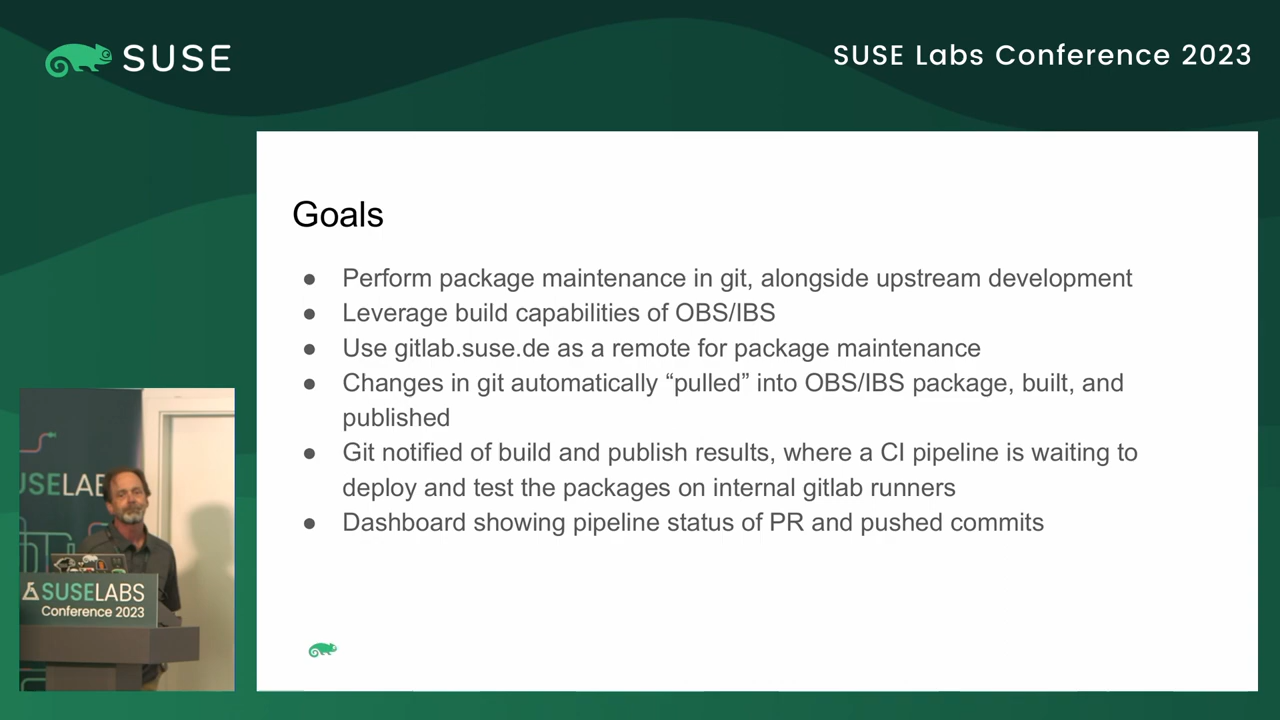 SUSE
SUSE Labs Conference 2023
Goals
● Perform package maintenance in git, alongside upstream development
● Leverage build capabilities of OBS/IBS
● Use gitlab.suse.de as a remote for package maintenance
● Changes in git automatically “pulled” into OBS/IBS package, built, and
published
● Git notified of build and publish results, where a CI pipeline is waiting to
deploy and test the packages on internal gitlab runners
● Dashboard showing pipeline status of PR and pushed commits
USELAB
SUSELABS
Conference 2023